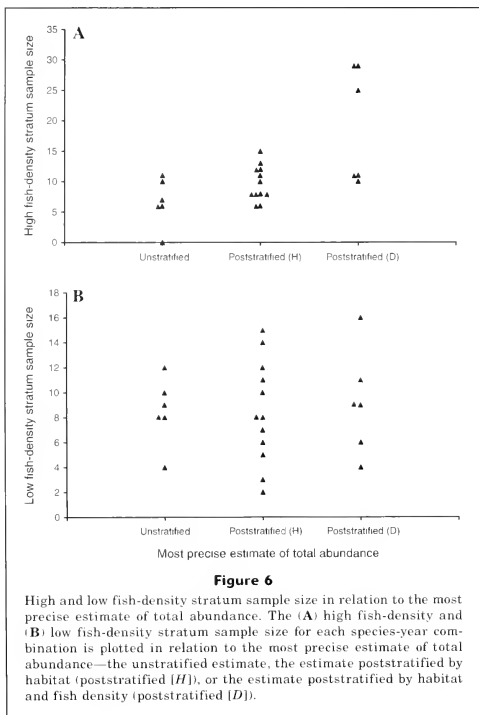 A
35
30
25
20
15
10
5
0
High fish-density stratum sample size
Unstratified Poststratified (H) Poststratified (D)
B
18
16
14
12
10
8
6
4
2
0
Low fish-density stratum sample size
Unstratified Poststratified (H) Poststratified (D)
Most precise estimate of total abundance
Figure 6
High and low fish-density stratum sample size in relation to the most
precise estimate of total abundance. The (A) high fish-density and
(B) low fish-density stratum sample size for each species-year com-
bination is plotted in relation to the most precise estimate of total
abundance—the unstratified estimate, the estimate poststratified by
habitat (poststratified [H]), or the estimate poststratified by habitat
and fish density (poststratified [D]).